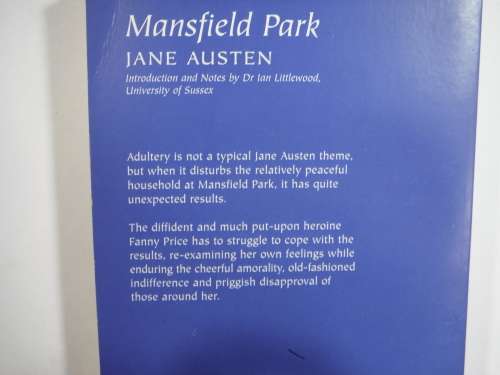 Mansfield Park
JANE AUSTEN
Introduction and Notes by Dr Ian Littlewood,
University of Sussex
Adultery is not a typical Jane Austen theme,
but when it disturbs the relatively peaceful
household at Mansfield Park, it has quite
unexpected results.
The diffident and much put-upon heroine
Fanny Price has to struggle to cope with the
results, re-examining her own feelings while
enduring the cheerful amorality, old-fashioned
indifference and priggish disapproval of
those around her.